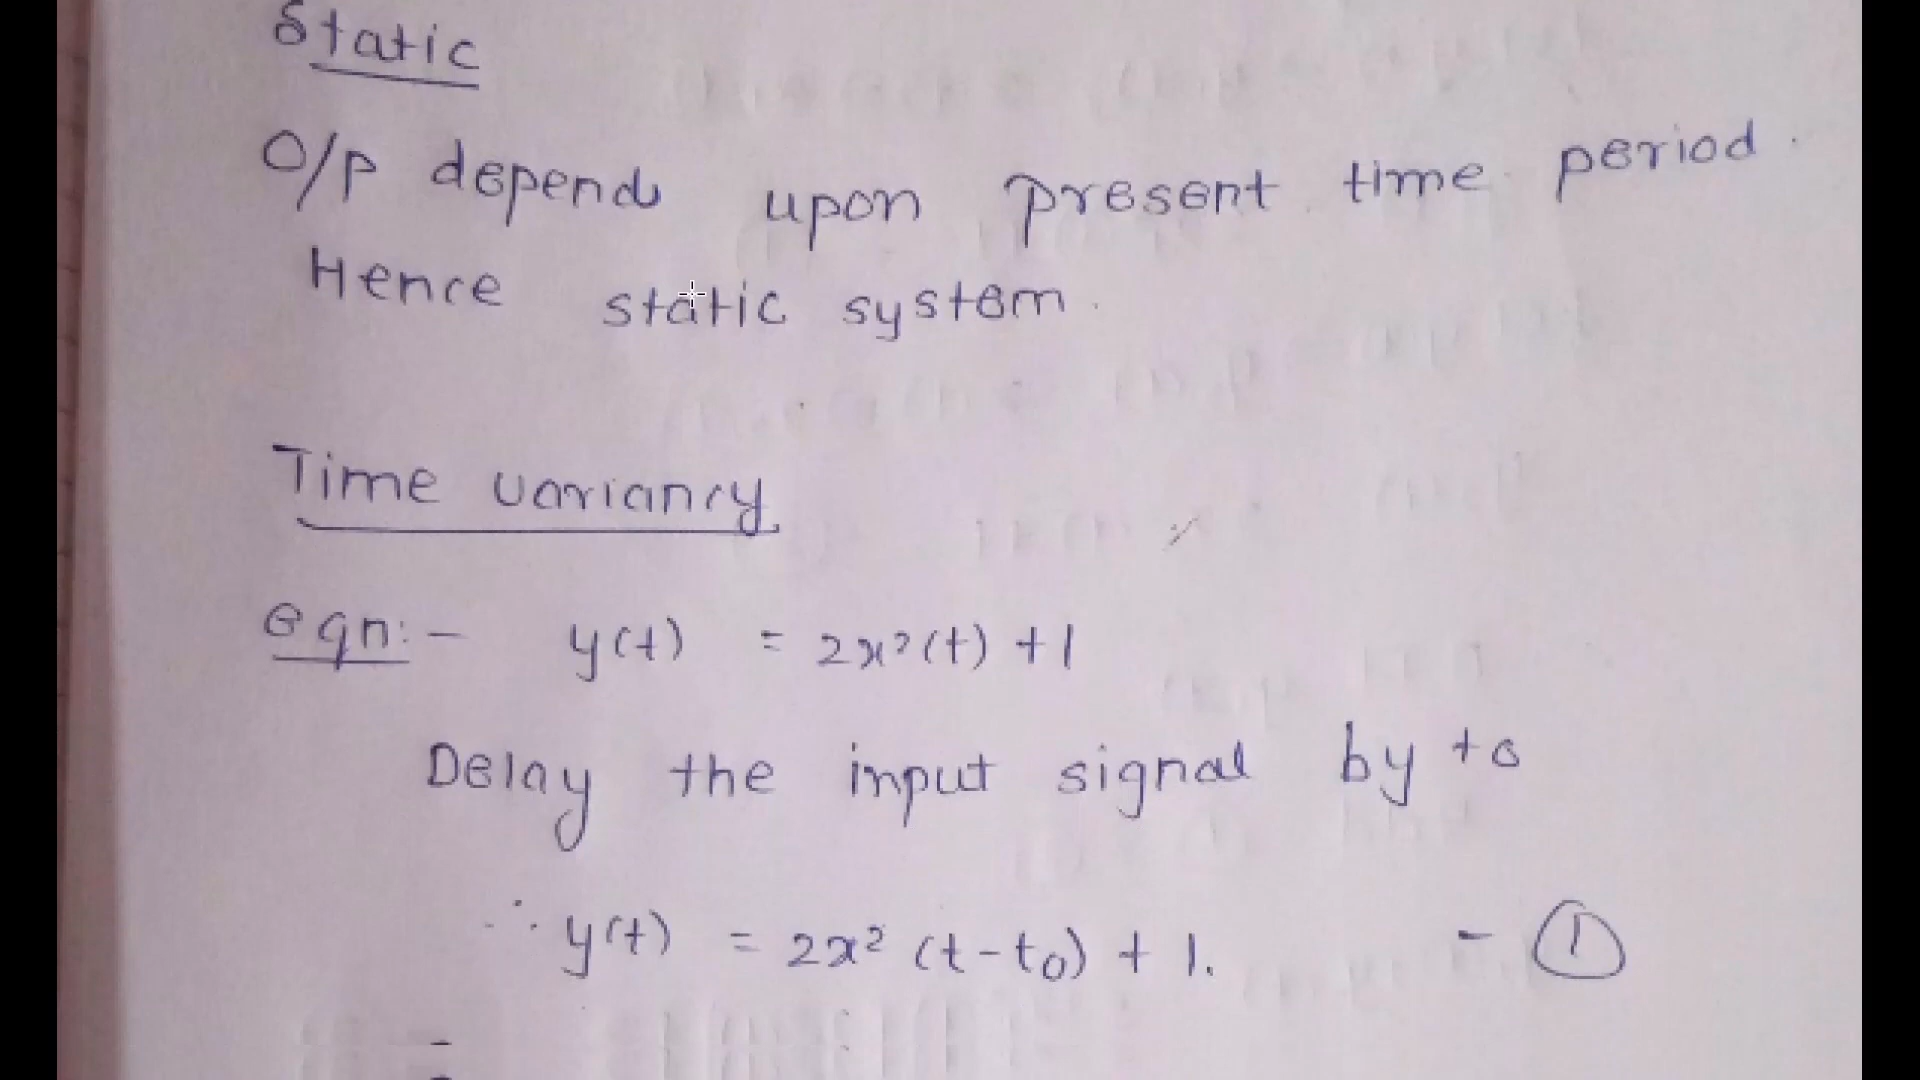 Static
O/P depend upon present time period.
Hence static system.
Time variancy
eqn:- y(t) = 2x²(t) + 1
Delay the input signal by to
∴ y(t) = 2x² (t-t₀) + 1. - ①